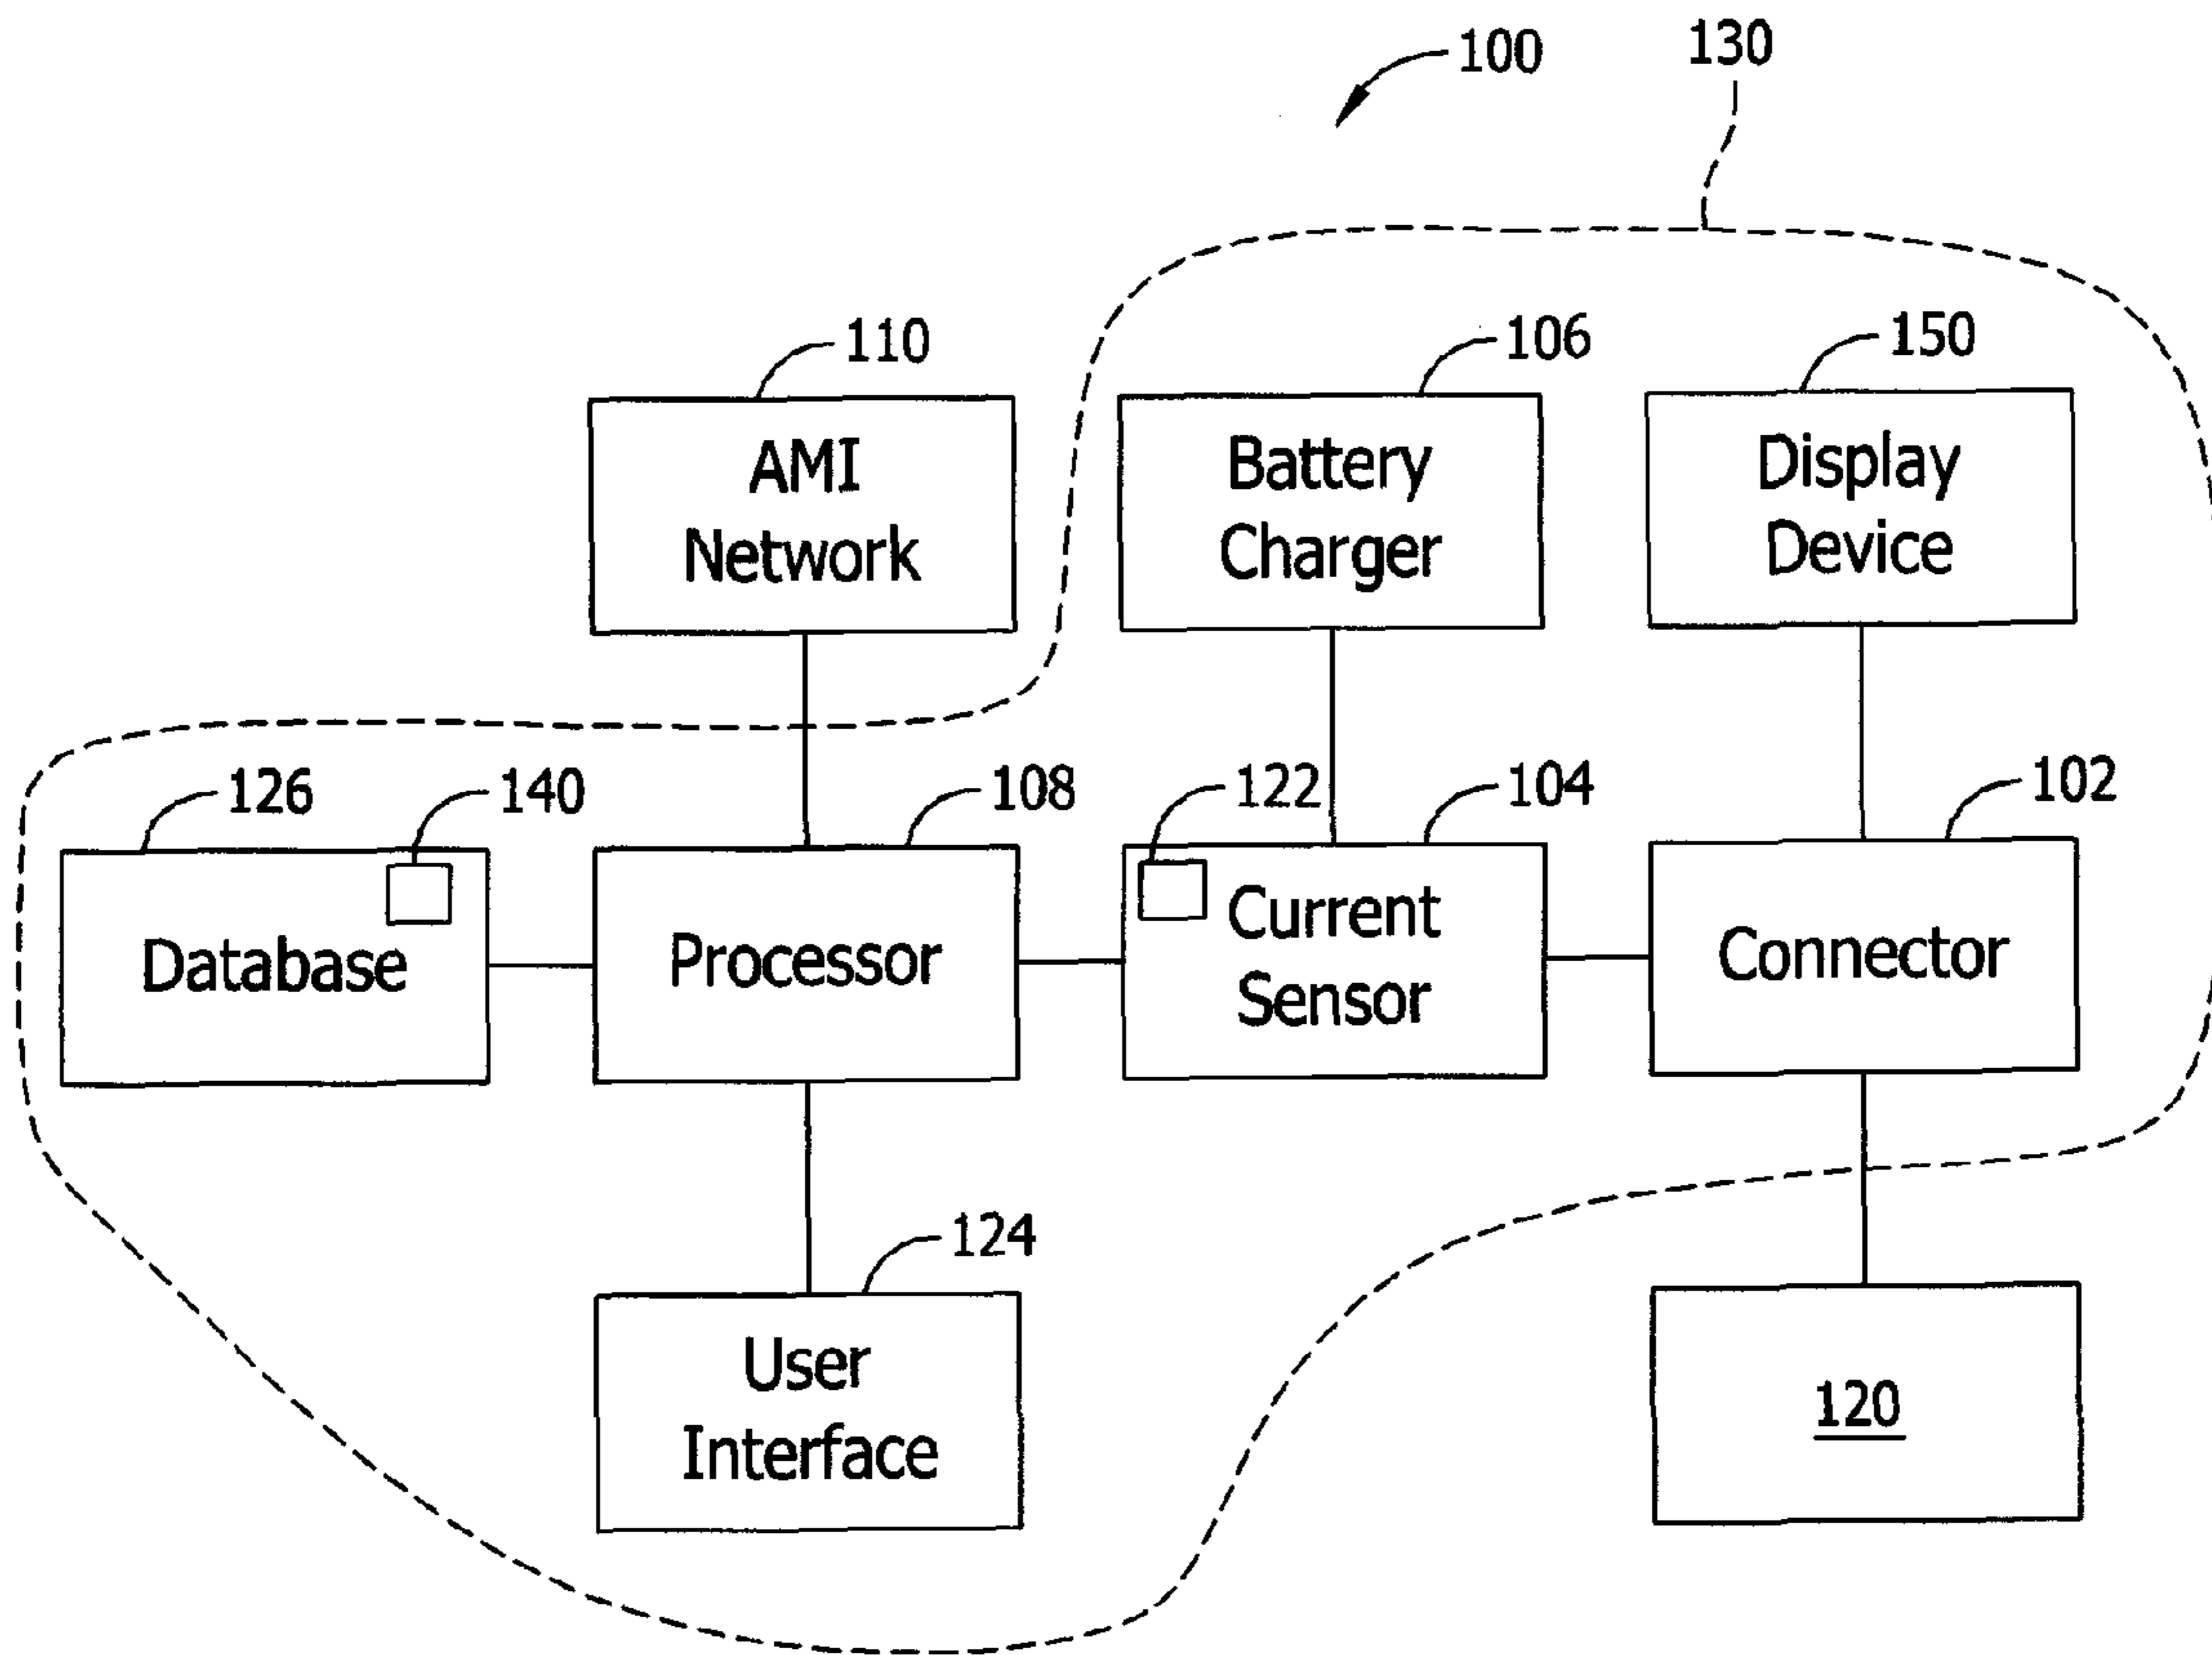 100
130
110
106
150
AMI
Network
Battery
Charger
Display
Device
126
140
108
122
104
102
Database
Processor
Current
Sensor
Connector
124
User
Interface
120